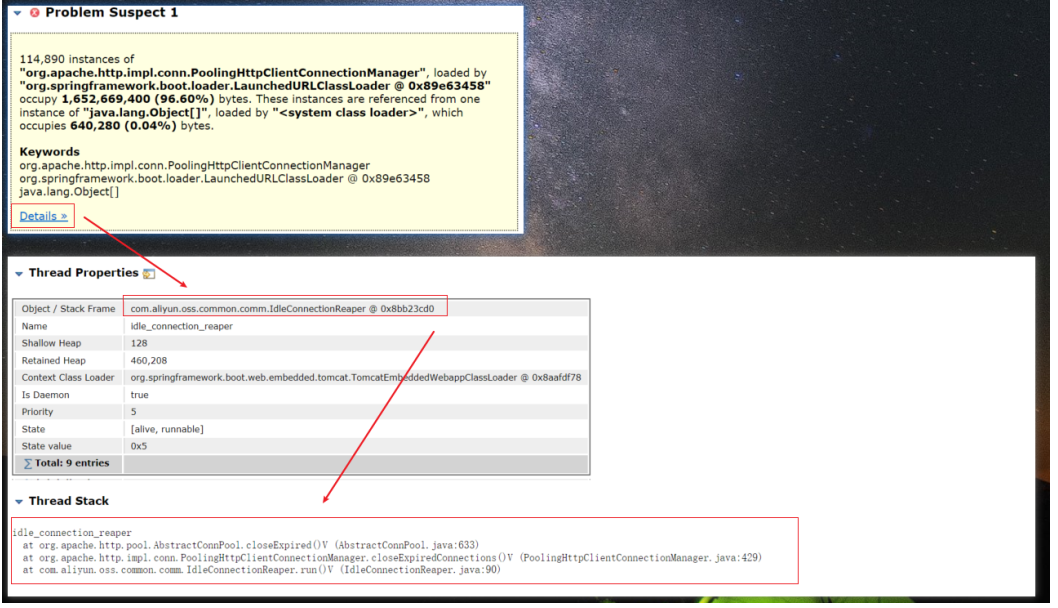 Problem Suspect 1
114,890 instances of
"org.apache.http.impl.conn.PoolingHttpClientConnectionManager", loaded by
"org.springframework.boot.loader.LaunchedURLClassLoader @ 0x89e63458"
occupy 1,652,669,400 (96.60%) bytes. These instances are referenced from one
instance of "java.lang.Object[]", loaded by "<system class loader>", which
occupies 640,280 (0.04%) bytes.
Keywords
org.apache.http.impl.conn.PoolingHttpClientConnectionManager
org.springframework.boot.loader.LaunchedURLClassLoader @ 0x89e63458
java.lang.Object[]
Details »
Thread Properties
Object / Stack Frame com.aliyun.oss.common.comm.IdleConnectionReaper @ 0x8bb23cd0
Name idle_connection_reaper
Shallow Heap 128
Retained Heap 460,208
Context Class Loader org.springframework.boot.web.embedded.tomcat.TomcatEmbeddedWebappClassLoader @ 0x8aafdf78
Is Daemon true
Priority 5
State [alive, runnable]
State value 0x5
∑ Total: 9 entries
Thread Stack
idle_connection_reaper
at org.apache.http.pool.AbstractConnPool.closeExpired()V (AbstractConnPool.java:633)
at org.apache.http.impl.conn.PoolingHttpClientConnectionManager.closeExpiredConnections()V (PoolingHttpClientConnectionManager.java:429)
at com.aliyun.oss.common.comm.IdleConnectionReaper.run()V (IdleConnectionReaper.java:90)